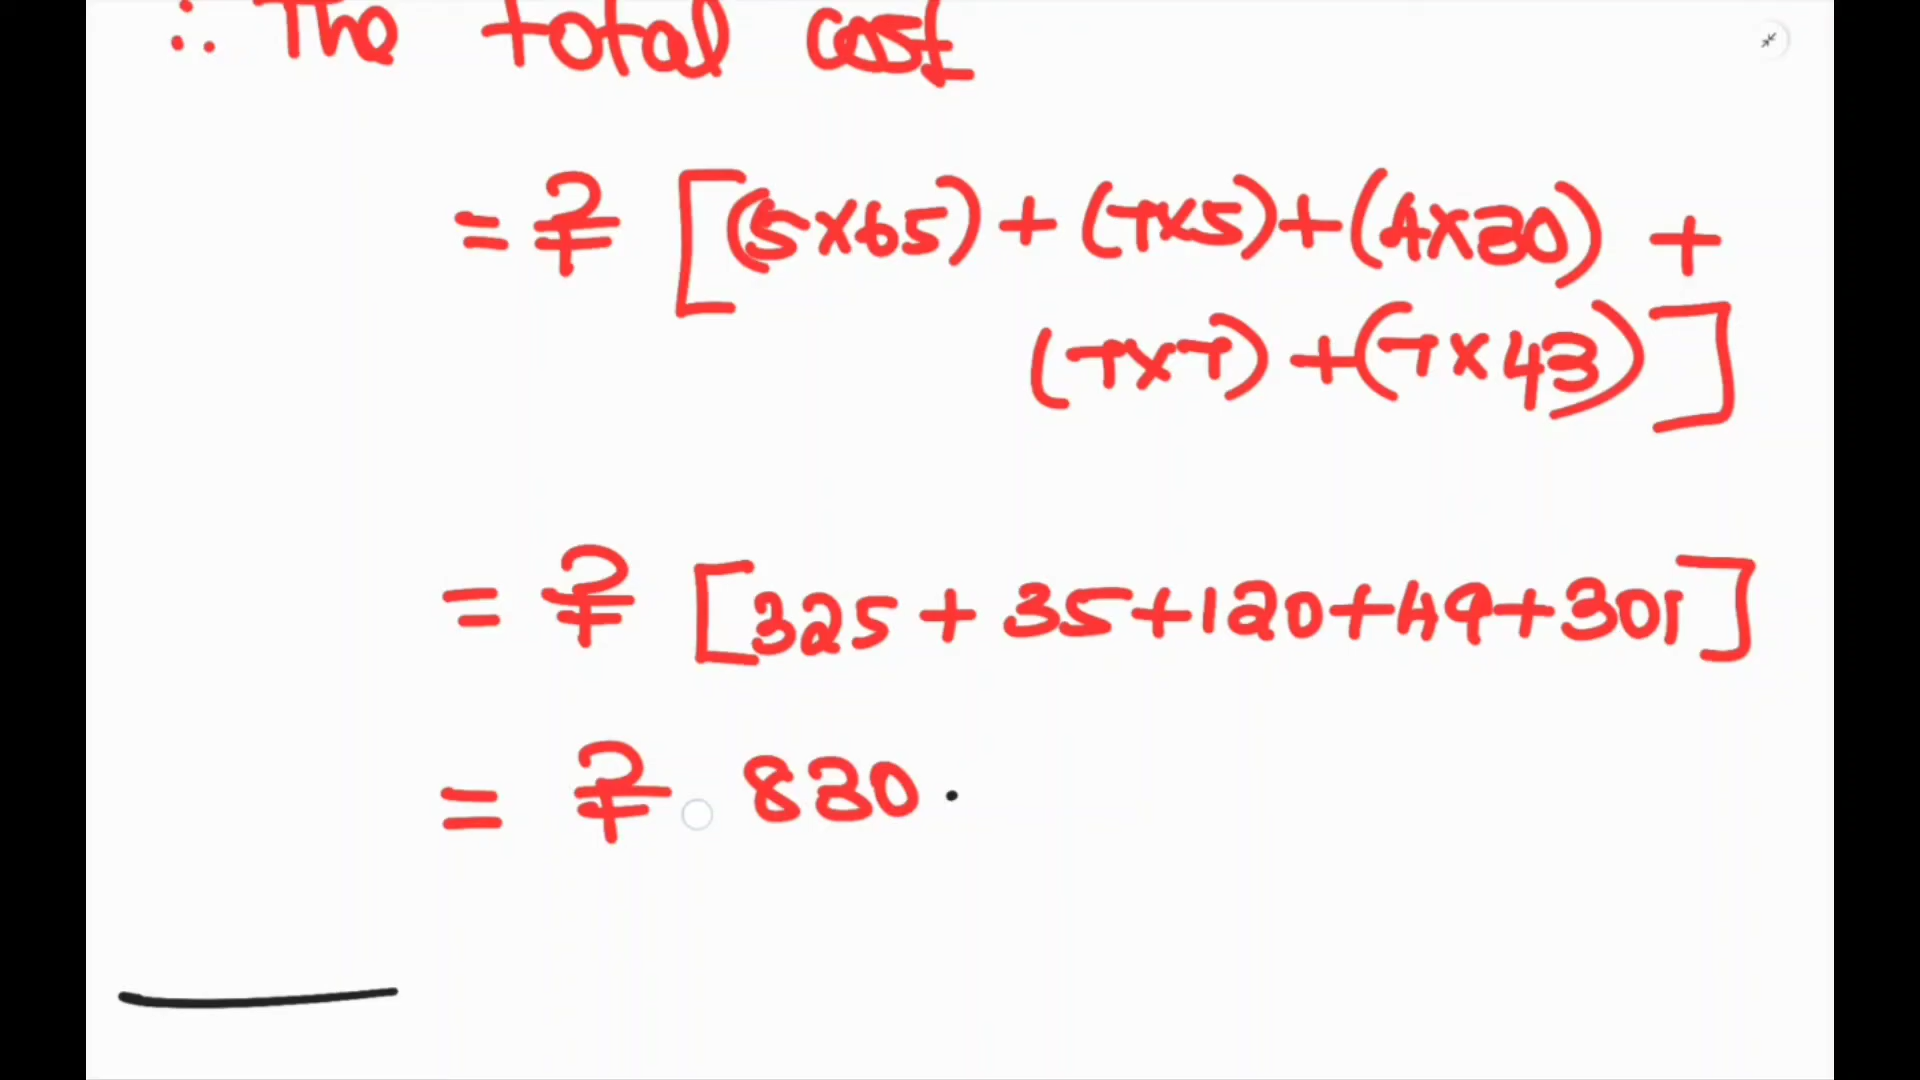 ∴ The total cost
= ₹ [(5×65) + (7×5) + (4×30) +
(7×7) + (7×43)]
= ₹ [325 + 35 + 120 + 49 + 301]
= ₹ 830.